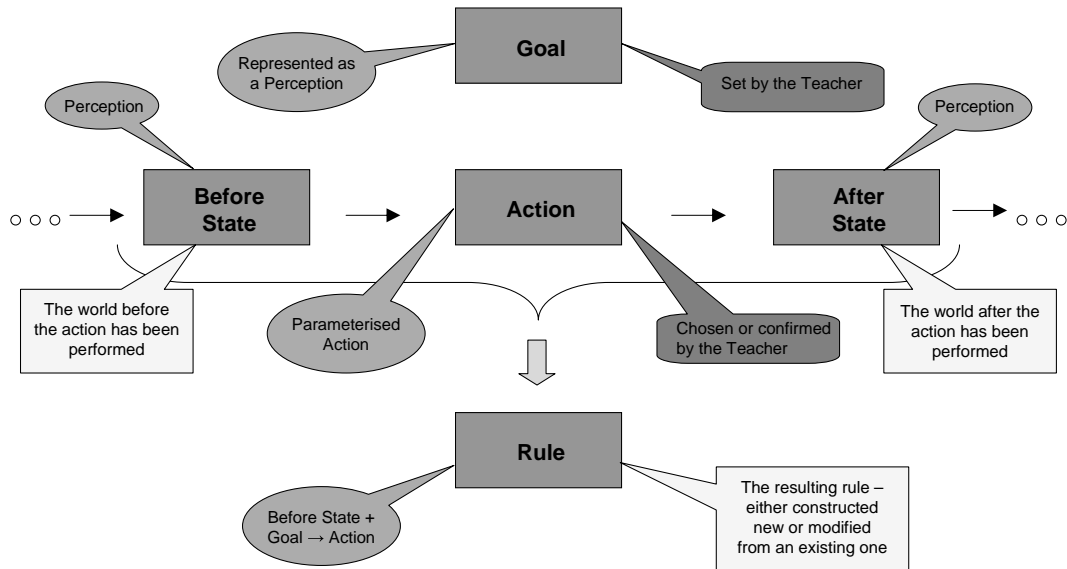 Goal
Represented as
a Perception
Set by the Teacher
Perception
Perception
Before
State
Action
After
State
The world before
the action has been
performed
Parameterised
Action
Chosen or confirmed
by the Teacher
The world after the
action has been
performed
Rule
Before State +
Goal → Action
The resulting rule –
either constructed
new or modified
from an existing one